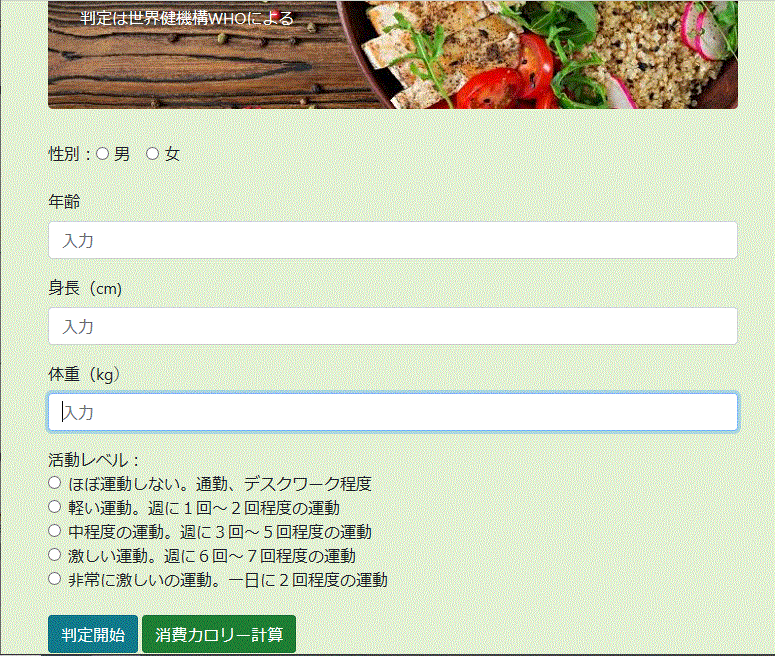 判定は世界健機構WHOによる
性別：男 女
年齢
入力
身長（cm)
入力
体重（kg）
入力
活動レベル：
ほぼ運動しない。通勤、デスクワーク程度
軽い運動。週に１回～２回程度の運動
中程度の運動。週に３回～５回程度の運動
激しい運動。週に６回～７回程度の運動
非常に激しいの運動。一日に２回程度の運動
判定開始 消費カロリー計算